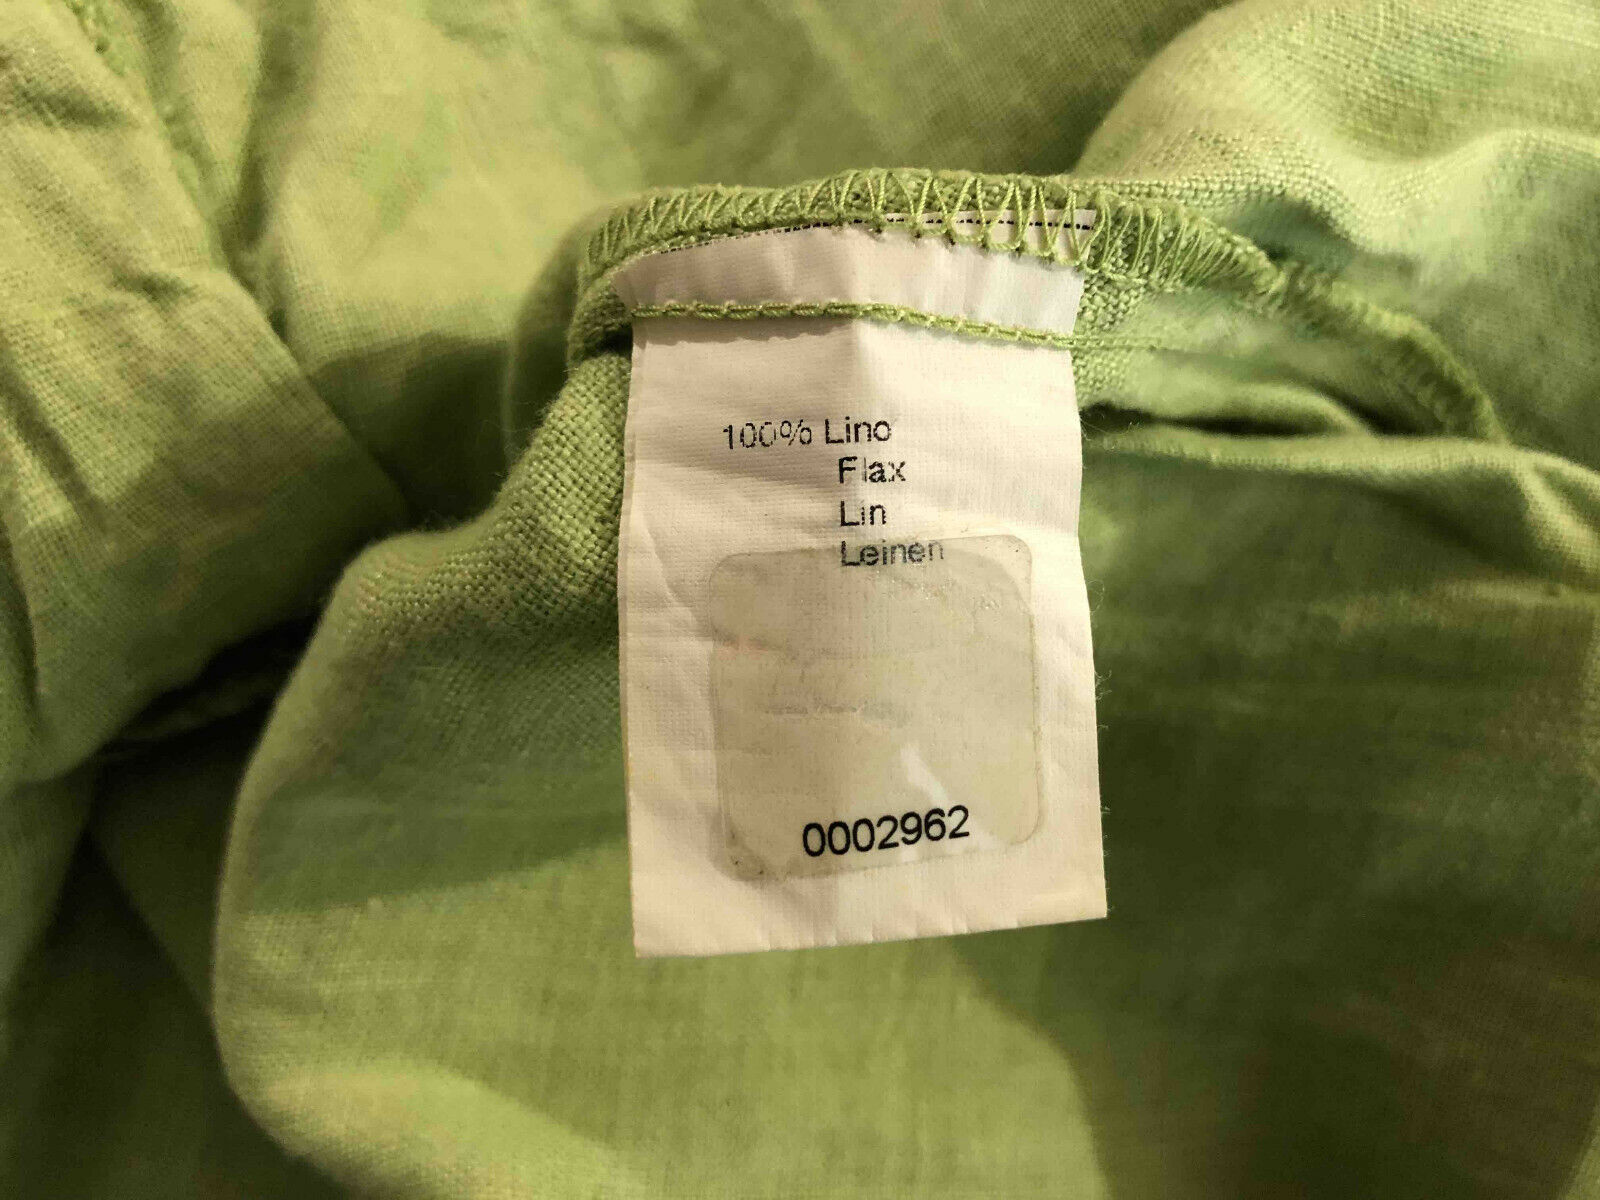 100% Lino
Flax
Lin
Leinen
0002962